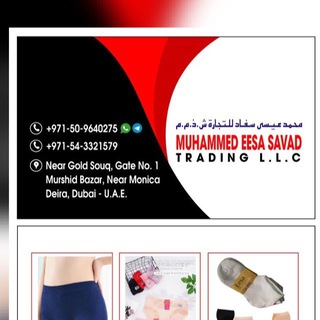 +971-50-9640275
+971-54-3321579
Near Gold Souq, Gate No. 1
Murshid Bazar, Near Monica
Deira, Dubai - U.A.E.
محمد عيسى سفاد للتجارة ش.ذ.م.م
MUHAMMED EESA SAVAD
TRADING L.L.C